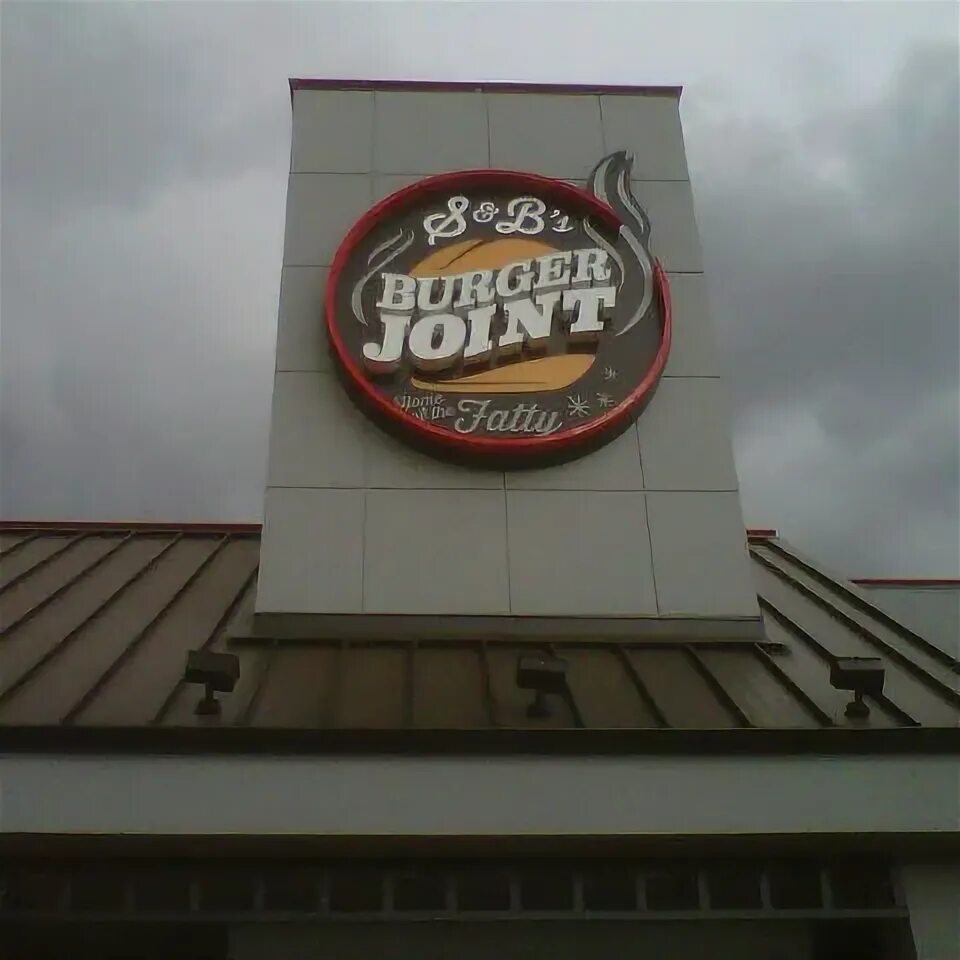 S & B's
BURGER
JOINT
Home
of the Fatty